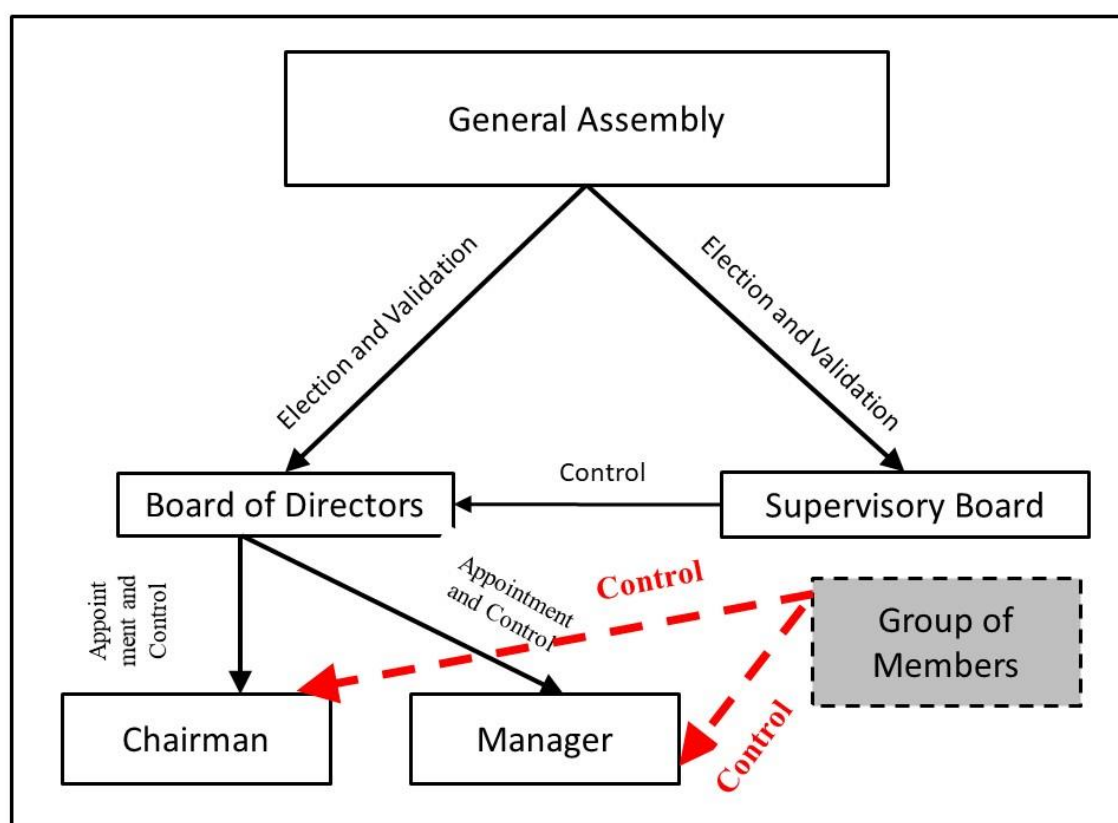 General Assembly
Election and Validation
Election and Validation
Control
Board of Directors
Supervisory Board
Appoint
ment and
Control
Appointment
and Control
Control
Group of
Members
Chairman
Manager
Control